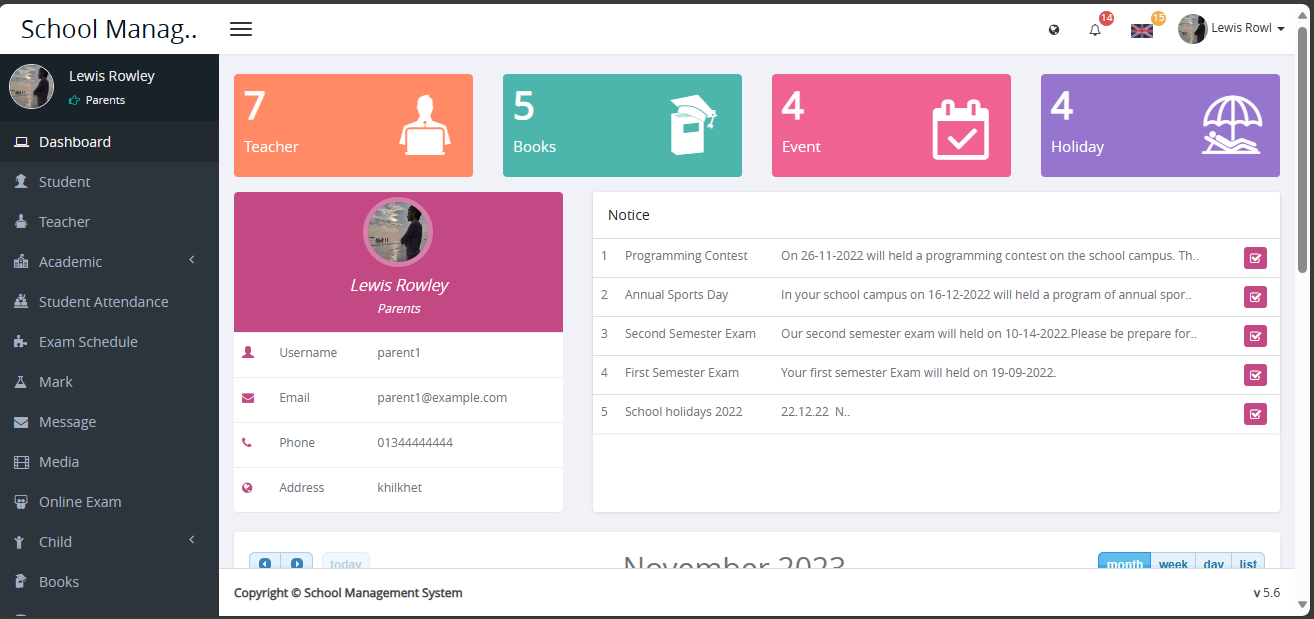 School Manag..
14
15
Lewis Rowl
Lewis Rowley
Parents
Dashboard
Student
Teacher
Academic
Student Attendance
Exam Schedule
Mark
Message
Media
Online Exam
Child
Books
7
Teacher
5
Books
4
Event
4
Holiday
Lewis Rowley
Parents
Username parent1
Email parent1@example.com
Phone 01344444444
Address khilkhet
Notice
1 Programming Contest On 26-11-2022 will held a programming contest on the school campus. Th..
2 Annual Sports Day In your school campus on 16-12-2022 will held a program of annual spor..
3 Second Semester Exam Our second semester exam will held on 10-14-2022.Please be prepare for..
4 First Semester Exam Your first semester Exam will held on 19-09-2022.
5 School holidays 2022 22.12.22 N..
today
November 2023
month week day list
Copyright © School Management System
v 5.6